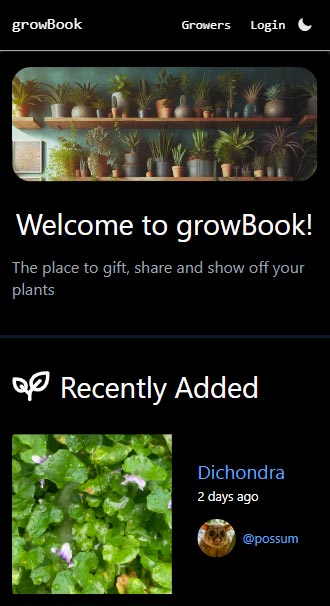 growBook
Growers
Login
Welcome to growBook!
The place to gift, share and show off your
plants
Recently Added
Dichondra
2 days ago
@possum